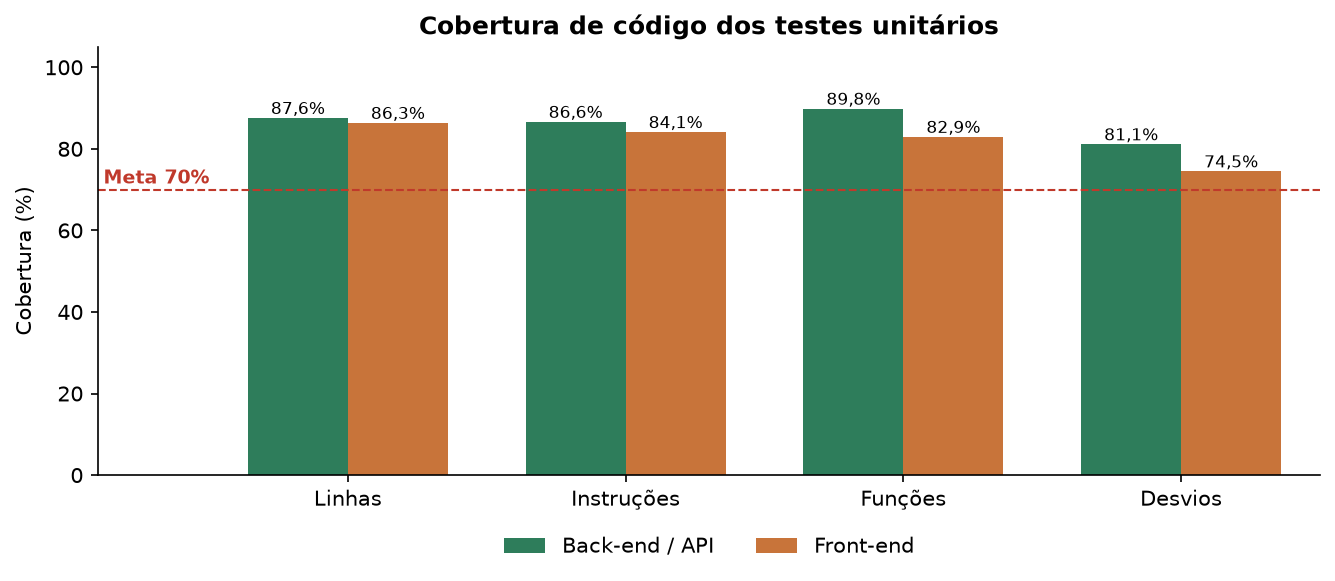 Cobertura de código dos testes unitários
Cobertura (%)
100
80
60
40
20
0
Meta 70%
87,6%
86,3%
86,6%
84,1%
89,8%
82,9%
81,1%
74,5%
Linhas
Instruções
Funções
Desvios
Back-end / API
Front-end